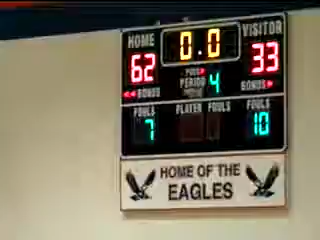 HOME 0.0 VISITOR
62 POSS 33
PERIOD 4
BONUS BONUS
FOULS PLAYER FOULS FOULS
7 10
HOME OF THE
EAGLES